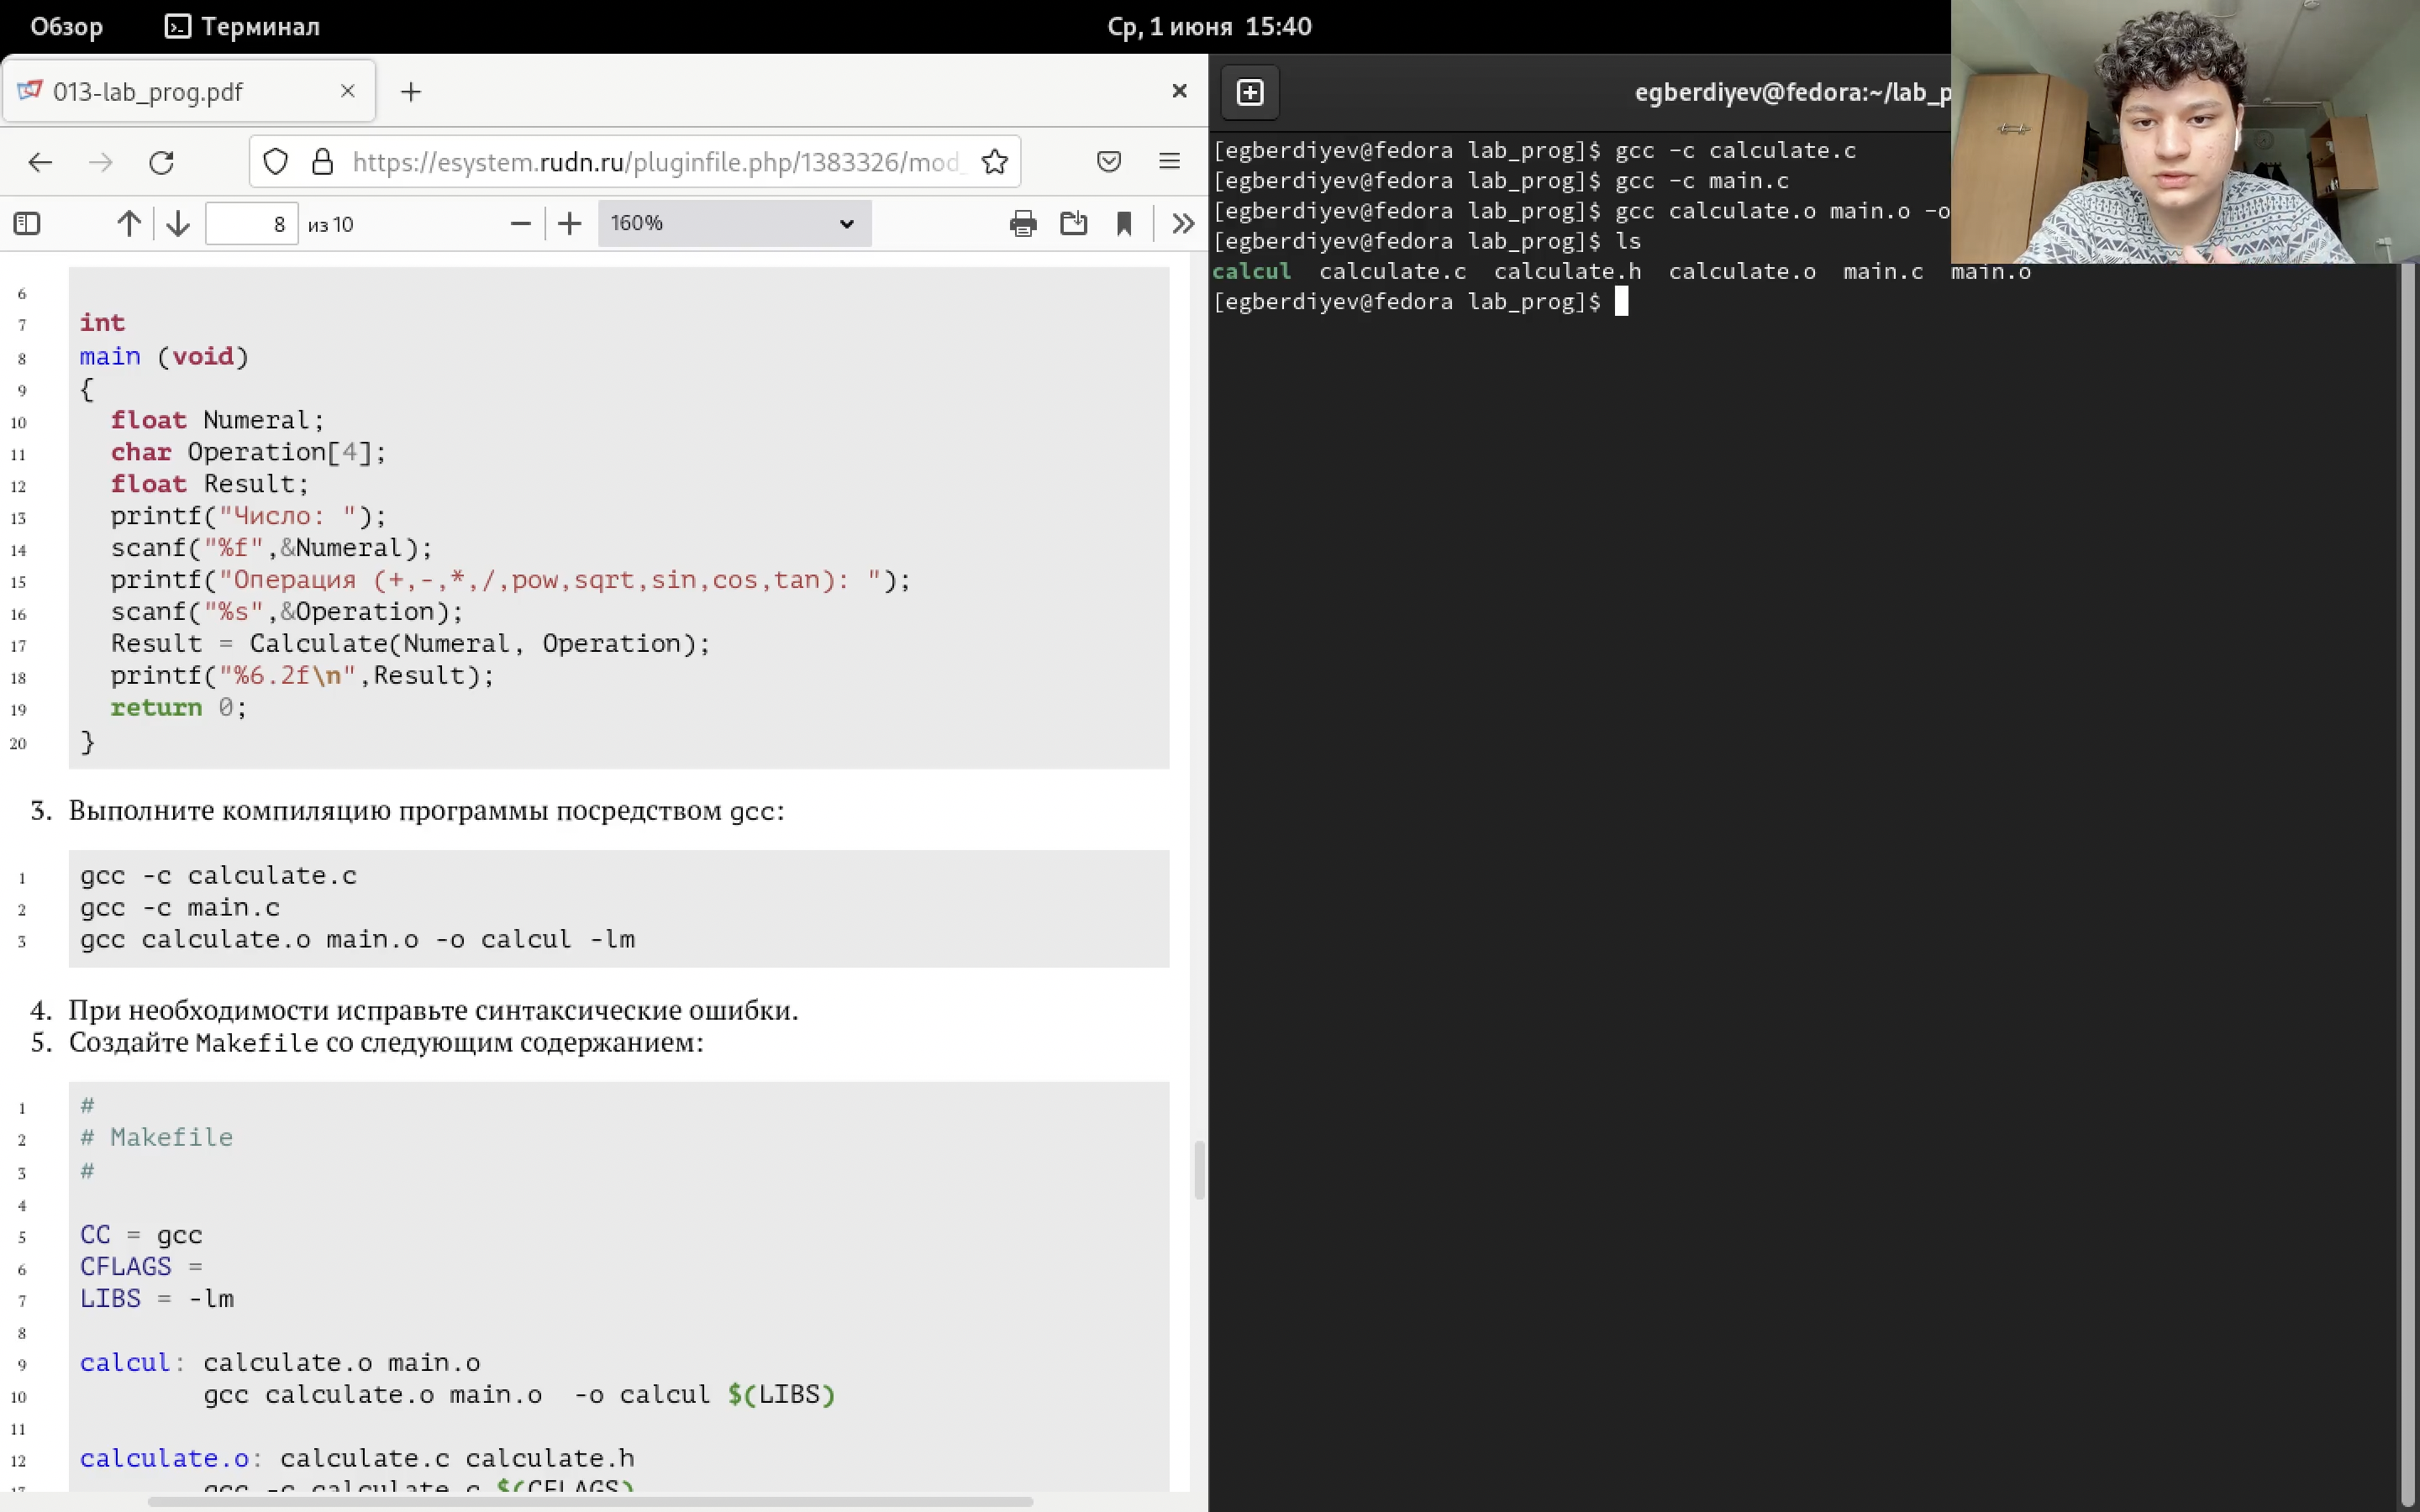 Обзор
Терминал
Ср, 1 июня 15:40
013-lab_prog.pdf
https://esystem.rudn.ru/pluginfile.php/1383326/mod_
8 из 10
160%
6
7 int
8 main (void)
9 {
10 float Numeral;
11 char Operation[4];
12 float Result;
13 printf("Число: ");
14 scanf("%f",&Numeral);
15 printf("Операция (+,-,*,/,pow,sqrt,sin,cos,tan): ");
16 scanf("%s",&Operation);
17 Result = Calculate(Numeral, Operation);
18 printf("%6.2f\n",Result);
19 return 0;
20 }
3. Выполните компиляцию программы посредством gcc:
1 gcc -c calculate.c
2 gcc -c main.c
3 gcc calculate.o main.o -o calcul -lm
4. При необходимости исправьте синтаксические ошибки.
5. Создайте Makefile со следующим содержанием:
1 #
2 # Makefile
3 #
4
5 CC = gcc
6 CFLAGS =
7 LIBS = -lm
8
9 calcul: calculate.o main.o
10 gcc calculate.o main.o -o calcul $(LIBS)
11
12 calculate.o: calculate.c calculate.h
gcc -c calculate.c $(CFLAGS)
egberdiyev@fedora:~/lab_p
[egberdiyev@fedora lab_prog]$ gcc -c calculate.c
[egberdiyev@fedora lab_prog]$ gcc -c main.c
[egberdiyev@fedora lab_prog]$ gcc calculate.o main.o -o
[egberdiyev@fedora lab_prog]$ ls
calcul calculate.c calculate.h calculate.o main.c main.o
[egberdiyev@fedora lab_prog]$